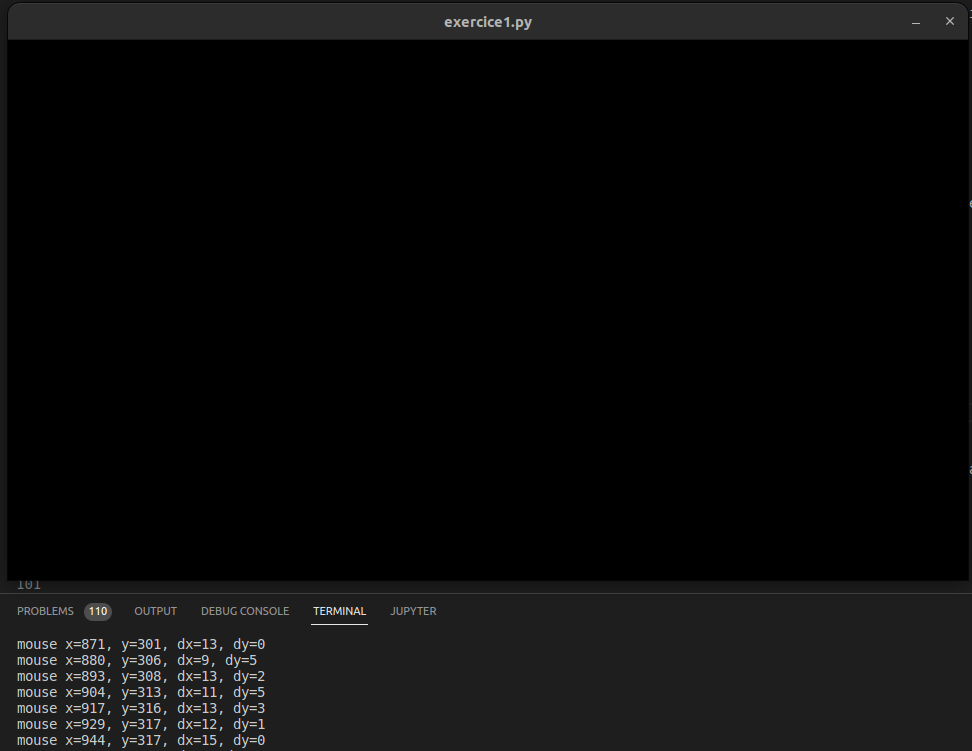 exercice1.py
101
PROBLEMS 110 OUTPUT DEBUG CONSOLE TERMINAL JUPYTER
mouse x=871, y=301, dx=13, dy=0
mouse x=880, y=306, dx=9, dy=5
mouse x=893, y=308, dx=13, dy=2
mouse x=904, y=313, dx=11, dy=5
mouse x=917, y=316, dx=13, dy=3
mouse x=929, y=317, dx=12, dy=1
mouse x=944, y=317, dx=15, dy=0